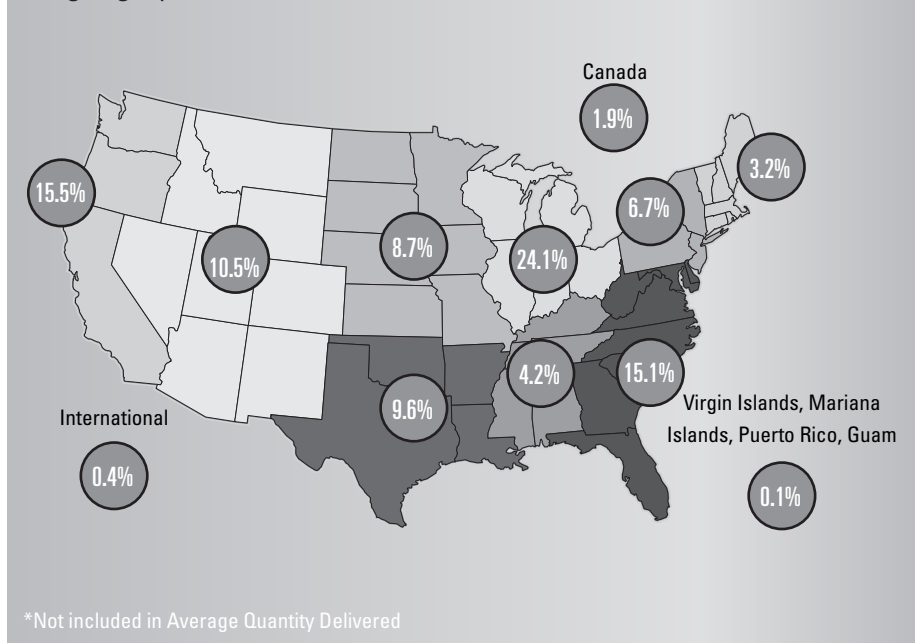 Canada
1.9%
3.2%
15.5%
6.7%
8.7%
24.1%
10.5%
4.2%
15.1%
9.6%
Virgin Islands, Mariana
Islands, Puerto Rico, Guam
International
0.4%
0.1%
*Not included in Average Quantity Delivered